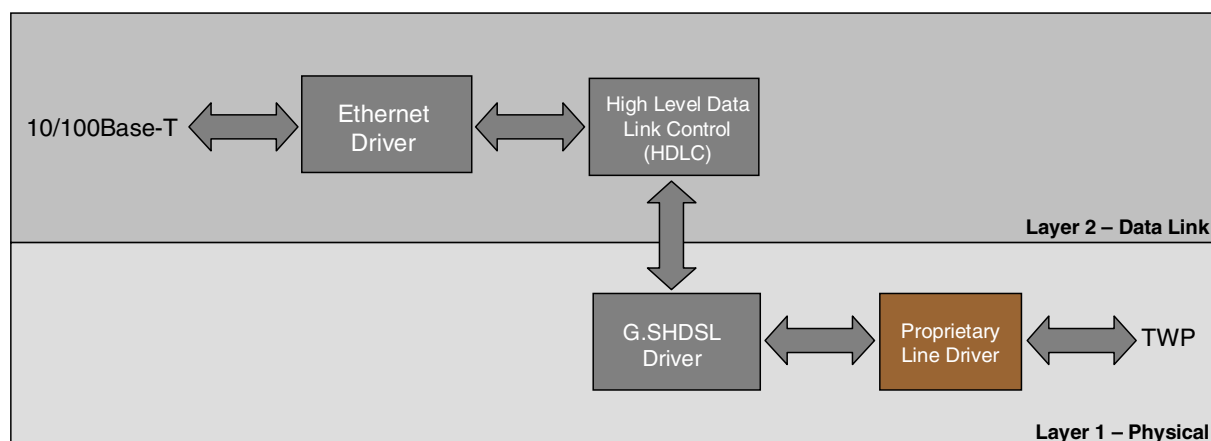 10/100Base-T
Ethernet
Driver
High Level Data
Link Control
(HDLC)
Layer 2 – Data Link
G.SHDSL
Driver
Proprietary
Line Driver
TWP
Layer 1 – Physical